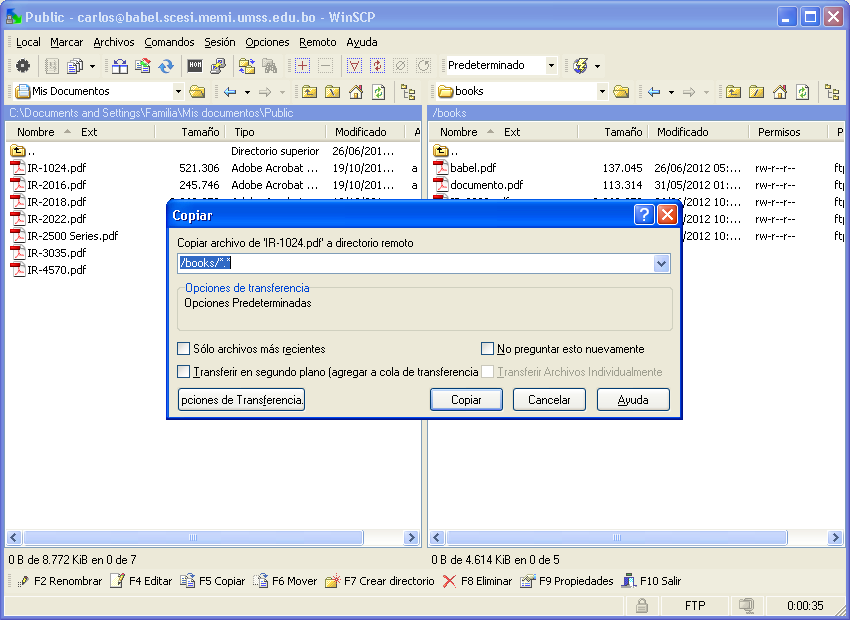 Public - carlos@babel.scesi.memi.umss.edu.bo - WinSCP
Local Marcar Archivos Comandos Sesión Opciones Remoto Ayuda
Predeterminado
Mis Documentos
books
C:\Documents and Settings\Familia\Mis documentos\Public
/books
Nombre Ext Tamaño Tipo Modificado A
Nombre Ext Tamaño Modificado Permisos P
.. Directorio superior 26/06/201...
..
IR-1024.pdf 521.306 Adobe Acrobat ... 19/10/201... a
babel.pdf 137.045 26/06/2012 05:... rw-r--r-- ftp
IR-2016.pdf 245.746 Adobe Acrobat ... 19/10/201... a
documento.pdf 113.314 31/05/2012 01:... rw-r--r-- ftp
IR-2018.pdf
10:... rw-r--r-- ftp
IR-2022.pdf
10:... rw-r--r-- ftp
IR-2500 Series.pdf
10:... rw-r--r-- ftp
IR-3035.pdf
IR-4570.pdf
Copiar
Copiar archivo de 'IR-1024.pdf' a directorio remoto
/books/*.*
Opciones de transferencia
Opciones Predeterminadas
Sólo archivos más recientes
No preguntar esto nuevamente
Transferir en segundo plano (agregar a cola de transferencia
Transferir Archivos Individualmente
pciones de Transferencia.
Copiar
Cancelar
Ayuda
0 B de 8.772 KiB en 0 de 7
0 B de 4.614 KiB en 0 de 5
F2 Renombrar F4 Editar F5 Copiar F6 Mover F7 Crear directorio F8 Eliminar F9 Propiedades F10 Salir
FTP
0:00:35